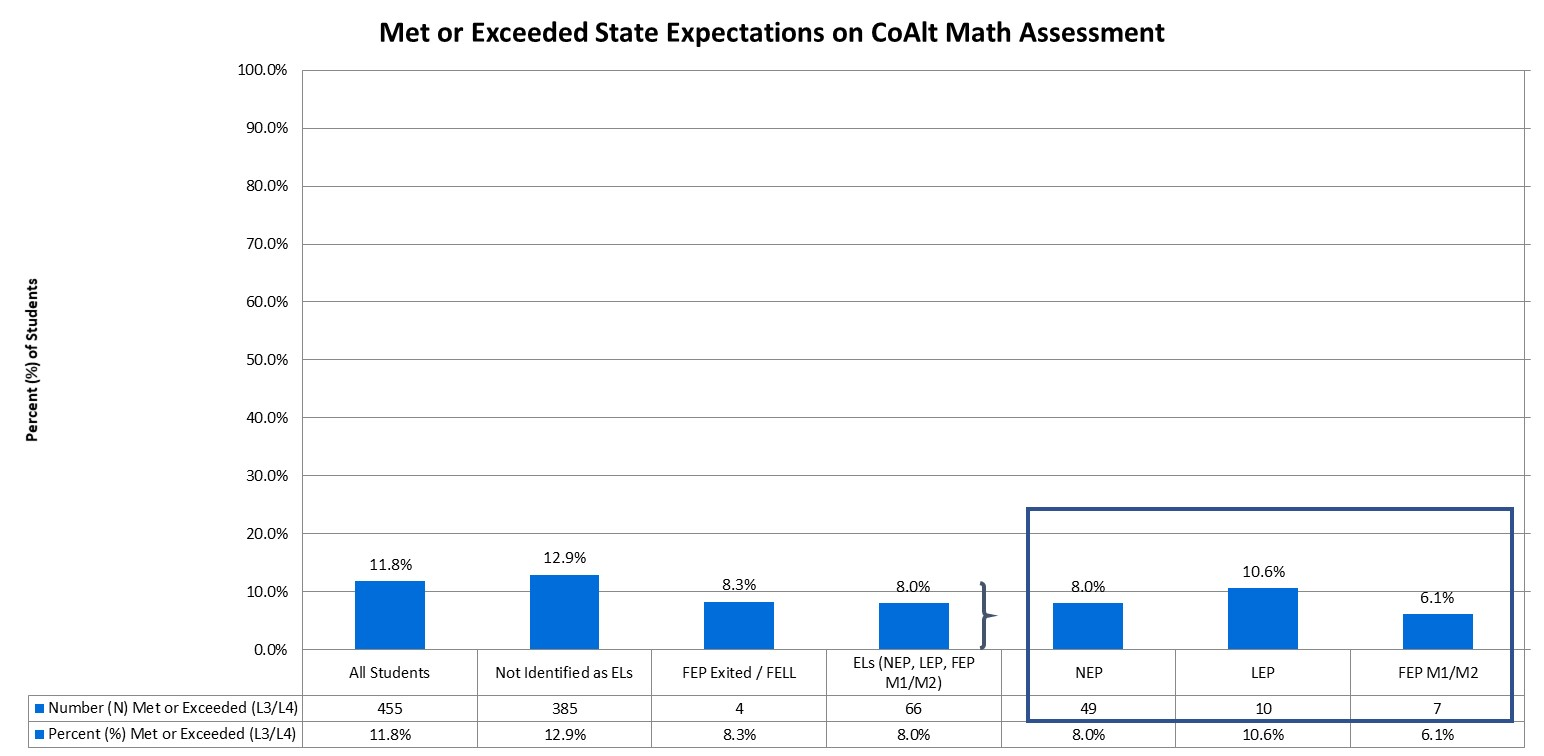 Met or Exceeded State Expectations on CoAlt Math Assessment
Percent (%) of Students
100.0%
90.0%
80.0%
70.0%
60.0%
50.0%
40.0%
30.0%
20.0%
10.0%
0.0%
11.8%
12.9%
8.3%
8.0%
8.0%
10.6%
6.1%
All Students
Not Identified as ELs
FEP Exited / FELL
ELs (NEP, LEP, FEP
M1/M2)
NEP
LEP
FEP M1/M2
Number (N) Met or Exceeded (L3/L4) 455 385 4 66 49 10 7
Percent (%) Met or Exceeded (L3/L4) 11.8% 12.9% 8.3% 8.0% 8.0% 10.6% 6.1%